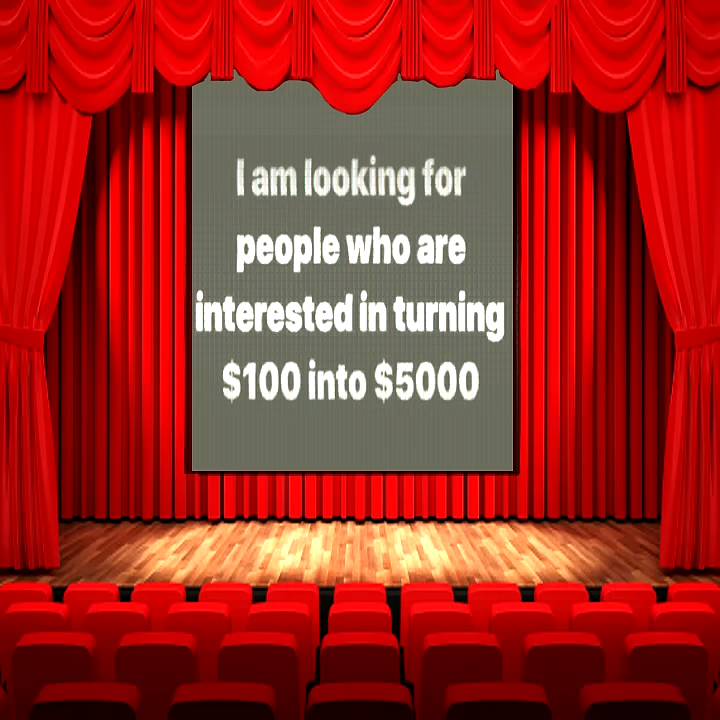 I am looking for
people who are
interested in turning
$100 into $5000